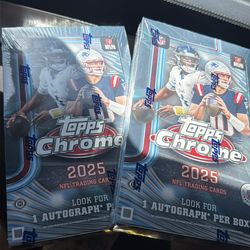 TOPPS
Chrome
2025
NFL TRADING CARDS
LOOK FOR
1 AUTOGRAPH* PER BOX
TOPPS
Chrome
2025
NFL TRADING CARDS
LOOK FOR
1 AUTOGRAPH* PER BOX